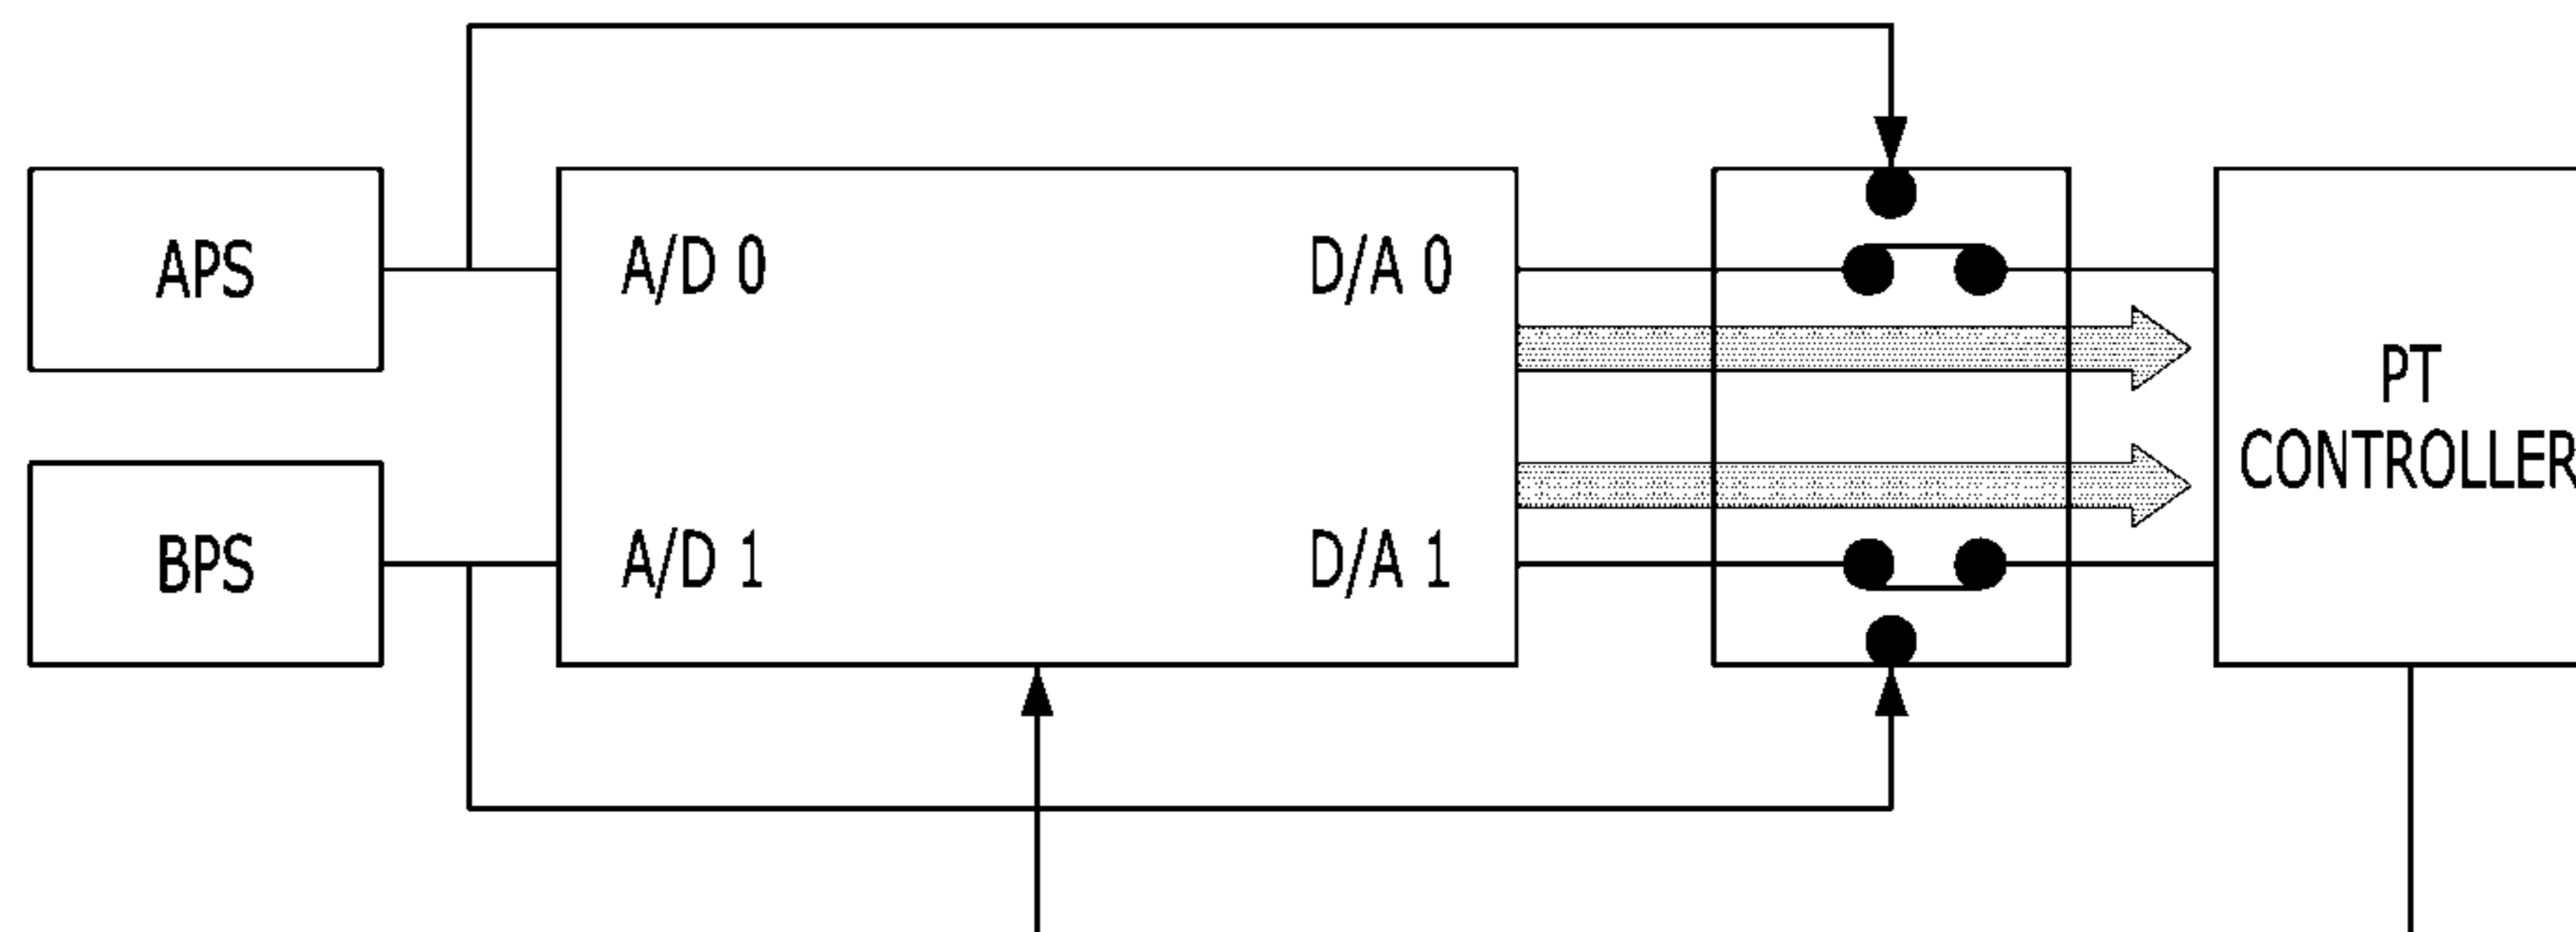 APS
A/D 0
D/A 0
PT
CONTROLLER
BPS
A/D 1
D/A 1